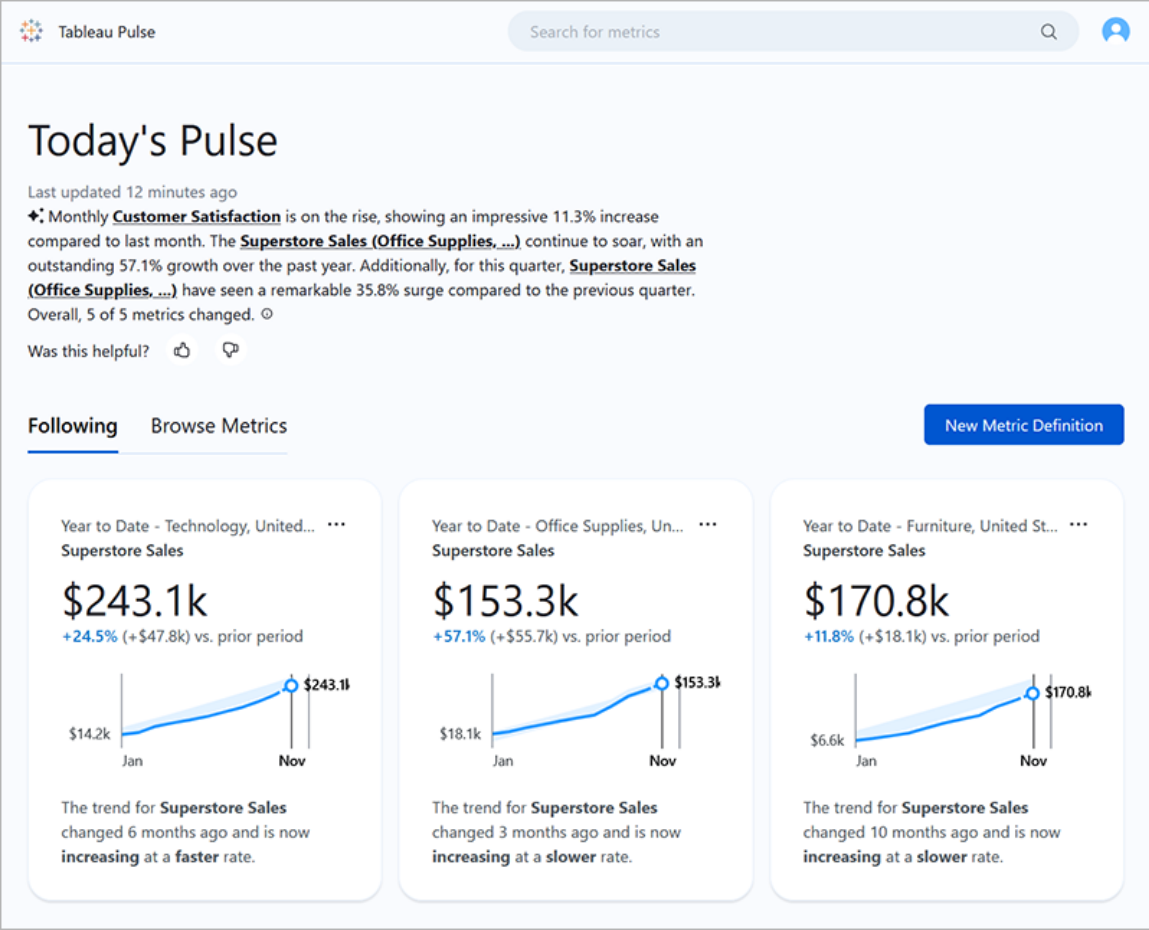 Tableau Pulse
Search for metrics
Today's Pulse
Last updated 12 minutes ago
Monthly Customer Satisfaction is on the rise, showing an impressive 11.3% increase
compared to last month. The Superstore Sales (Office Supplies, ...) continue to soar, with an
outstanding 57.1% growth over the past year. Additionally, for this quarter, Superstore Sales
(Office Supplies, ...) have seen a remarkable 35.8% surge compared to the previous quarter.
Overall, 5 of 5 metrics changed.
Was this helpful?
Following Browse Metrics
New Metric Definition
Year to Date - Technology, United...
Superstore Sales
$243.1k
+24.5% (+$47.8k) vs. prior period
$243.1k
$14.2k
Jan Nov
The trend for Superstore Sales
changed 6 months ago and is now
increasing at a faster rate.
Year to Date - Office Supplies, Un...
Superstore Sales
$153.3k
+57.1% (+$55.7k) vs. prior period
$153.3k
$18.1k
Jan Nov
The trend for Superstore Sales
changed 3 months ago and is now
increasing at a slower rate.
Year to Date - Furniture, United St...
Superstore Sales
$170.8k
+11.8% (+$18.1k) vs. prior period
$170.8k
$6.6k
Jan Nov
The trend for Superstore Sales
changed 10 months ago and is now
increasing at a slower rate.